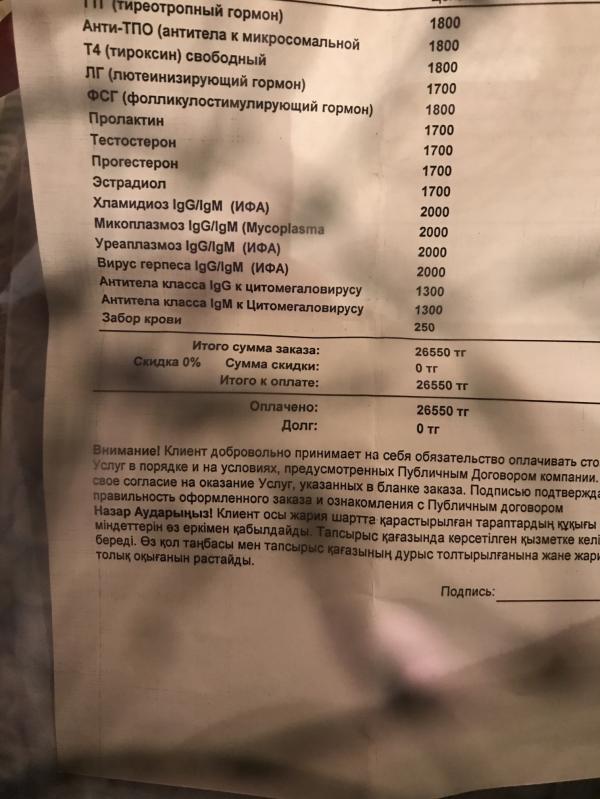 (тиреотропный гормон)
1800
Анти-ТПО (антитела к микросомальной
1800
Т4 (тироксин) свободный
1800
ЛГ (лютеинизирующий гормон)
1700
ФСГ (фолликулостимулирующий гормон)
1800
Пролактин
1700
Тестостерон
1700
Прогестерон
1700
Эстрадиол
1700
Хламидиоз IgG/IgM (ИФА)
2000
Микоплазмоз IgG/IgM (Mycoplasma
2000
Уреаплазмоз IgG/IgM (ИФА)
2000
Вирус герпеса IgG/IgM (ИФА)
2000
Антитела класса IgG к цитомегаловирусу
1300
Антитела класса IgM к Цитомегаловирусу
1300
Забор крови
250
Итого сумма заказа:
26550 тг
Скидка 0% Сумма скидки:
0 тг
Итого к оплате:
26550 тг
Оплачено:
26550 тг
Долг:
0 тг
Внимание! Клиент добровольно принимает на себя обязательство оплачивать сто
Услуг в порядке и на условиях, предусмотренных Публичным Договором компании.
свое согласие на оказание Услуг, указанных в бланке заказа. Подписью подтвержда
правильность оформленного заказа и ознакомления с Публичным договором
Назар Аударыңыз! Клиент осы жария шартта қарастырылған тараптардың құқығы
міндеттерін өз еркімен қабылдайды. Тапсырыс қағазында көрсетілген қызметке келі
береді. Өз қол таңбасы мен тапсырыс қағазының дұрыс толтырылғанына және жари
толық оқығанын растайды.
Подпись: